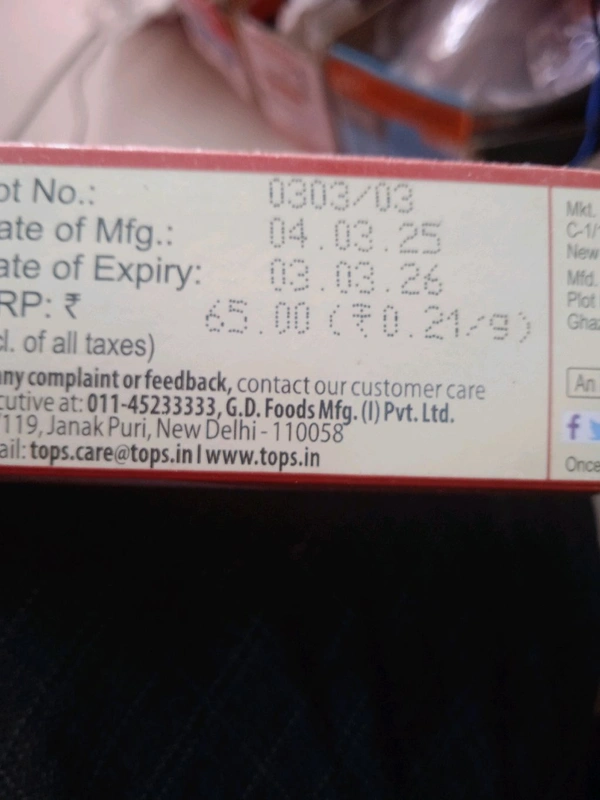 ot No.: 0303/03
ate of Mfg.: 04.03.25
ate of Expiry: 03.03.26
RP: ₹ 65.00 (₹0.21/g)
cl. of all taxes)
any complaint or feedback, contact our customer care
cutive at: 011-45233333, G.D. Foods Mfg. (I) Pvt. Ltd.
/119, Janak Puri, New Delhi - 110058
ail: tops.care@tops.in I www.tops.in
Mkt.
C-1/1
New
Mfd.
Plot
Ghaz
An
f
Once